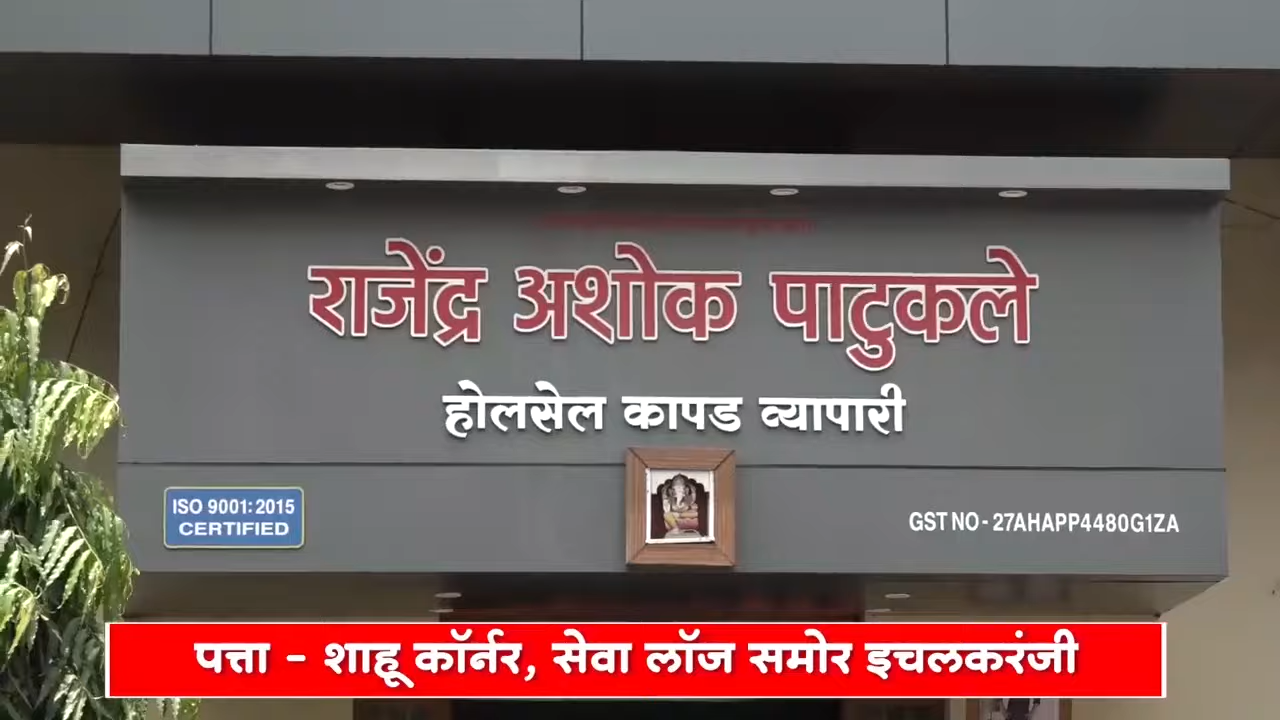 राजेंद्र अशोक पाटुकले
होलसेल कापड व्यापारी
ISO 9001:2015
CERTIFIED
GST NO - 27AHAPP4480G1ZA
पत्ता - शाहू कॉर्नर, सेवा लॉज समोर इचलकरंजी